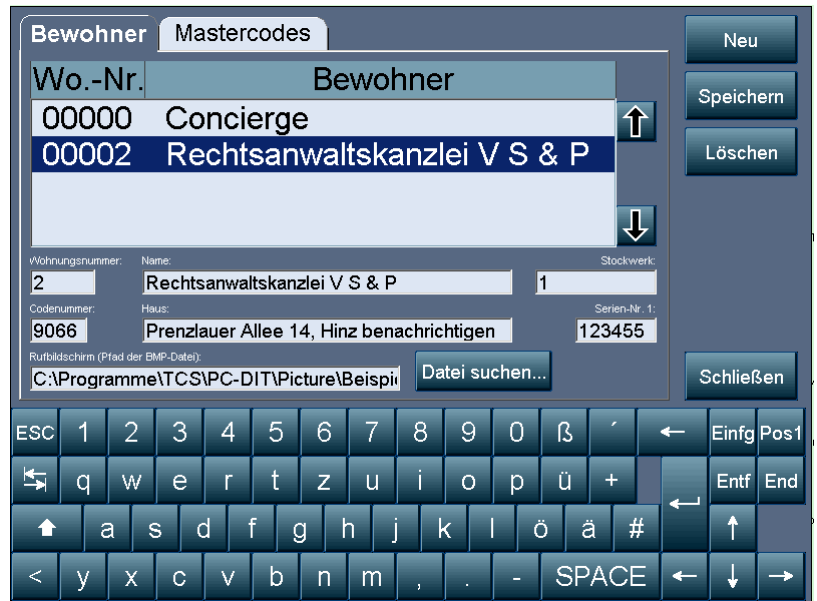 Bewohner Mastercodes
Neu
Wo.-Nr. Bewohner
Speichern
00000 Concierge
00002 Rechtsanwaltskanzlei V S & P
Löschen
Wohnungsnummer: Name: Stockwerk:
2 Rechtsanwaltskanzlei V S & P 1
Codenummer: Haus: Serien-Nr. 1:
9066 Prenzlauer Allee 14, Hinz benachrichtigen 123455
Rufbildschirm (Pfad der BMP-Datei):
C:\Programme\TCS\PC-DIT\Picture\Beispi Datei suchen...
Schließen
ESC 1 2 3 4 5 6 7 8 9 0 ß ´ ← Einfg Pos1
q w e r t z u i o p ü + Entf End
a s d f g h j k l ö ä # ↑
< y x c v b n m , . - SPACE ← ↓ →